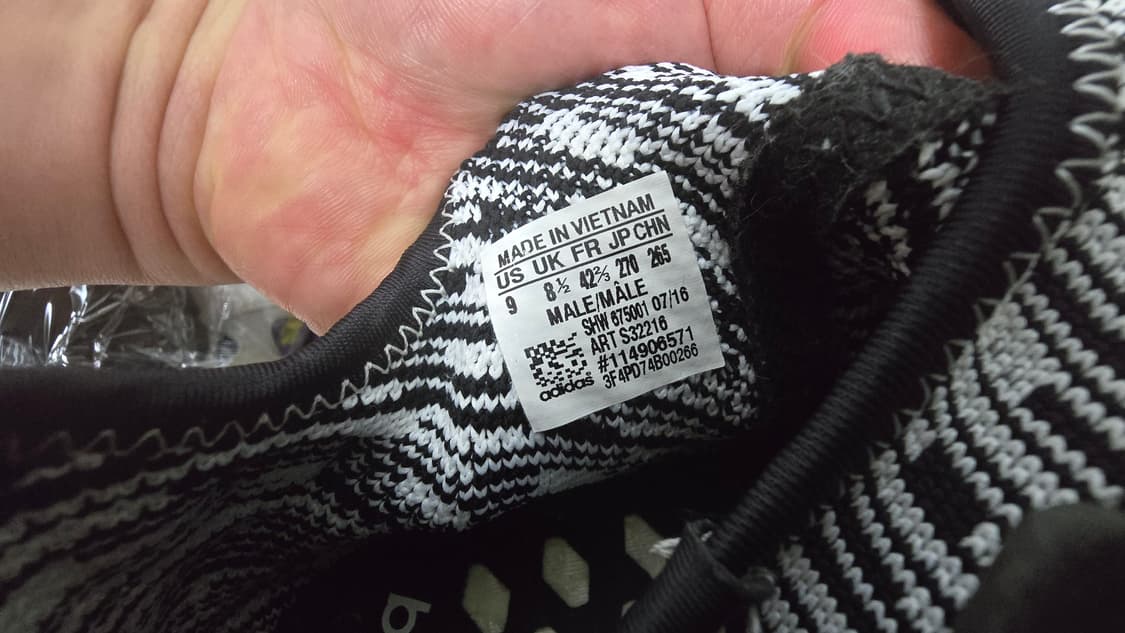 MADE IN VIETNAM
US UK FR JP CHN
9 8½ 42⅔ 270 265
MALE/MÂLE
SHW 675001 07/16
ART S32216
#114906571
3F4PD74B00266
adidas